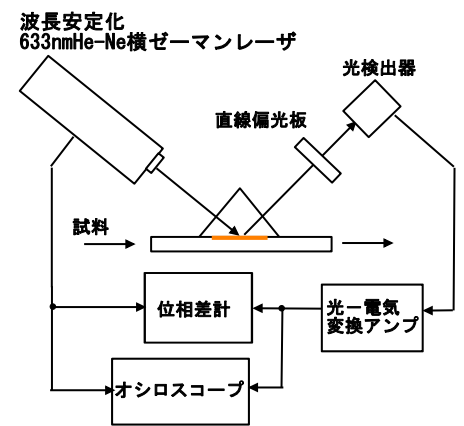 波長安定化
633nmHe-Ne横ゼーマンレーザ
光検出器
直線偏光板
試料
位相差計
光－電気
変換アンプ
オシロスコープ